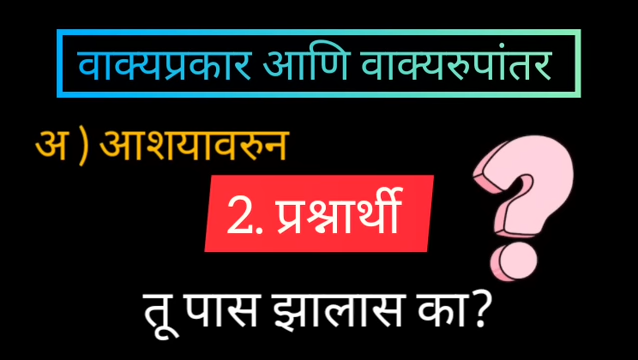 वाक्यप्रकार आणि वाक्यरुपांतर
अ ) आशयावरुन
2. प्रश्नार्थी
तू पास झालास का?